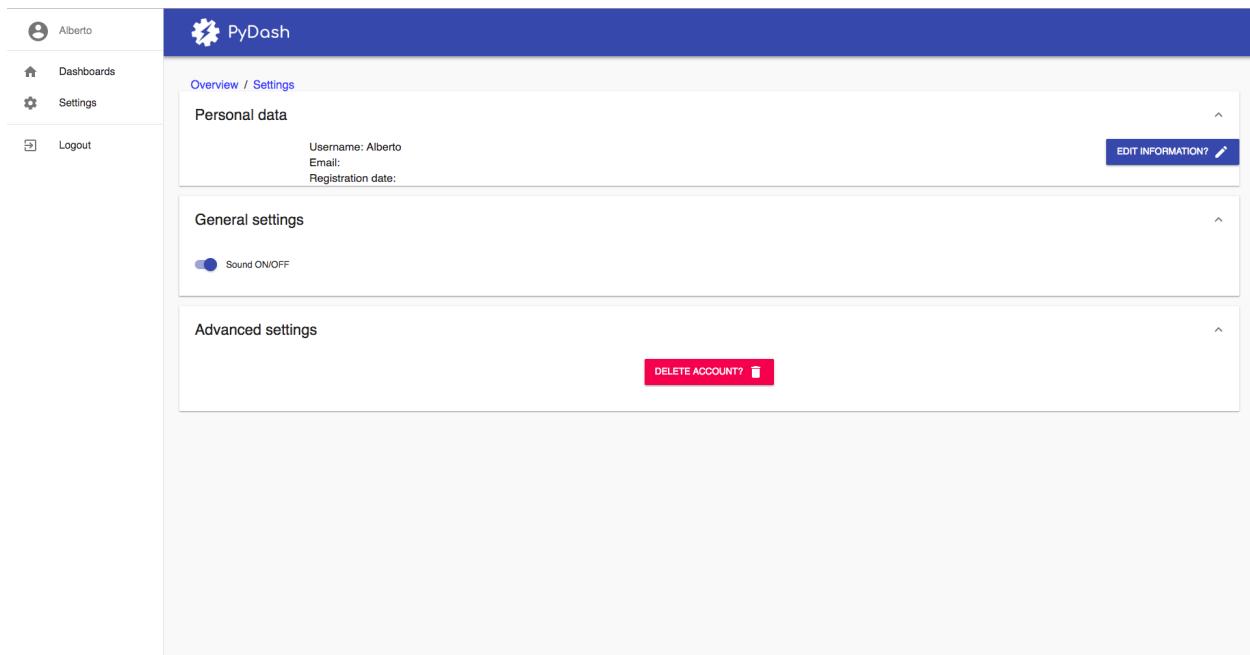 Alberto
PyDash
Dashboards
Settings
Logout
Overview / Settings
Personal data
Username: Alberto
Email:
Registration date:
EDIT INFORMATION?
General settings
Sound ON/OFF
Advanced settings
DELETE ACCOUNT?